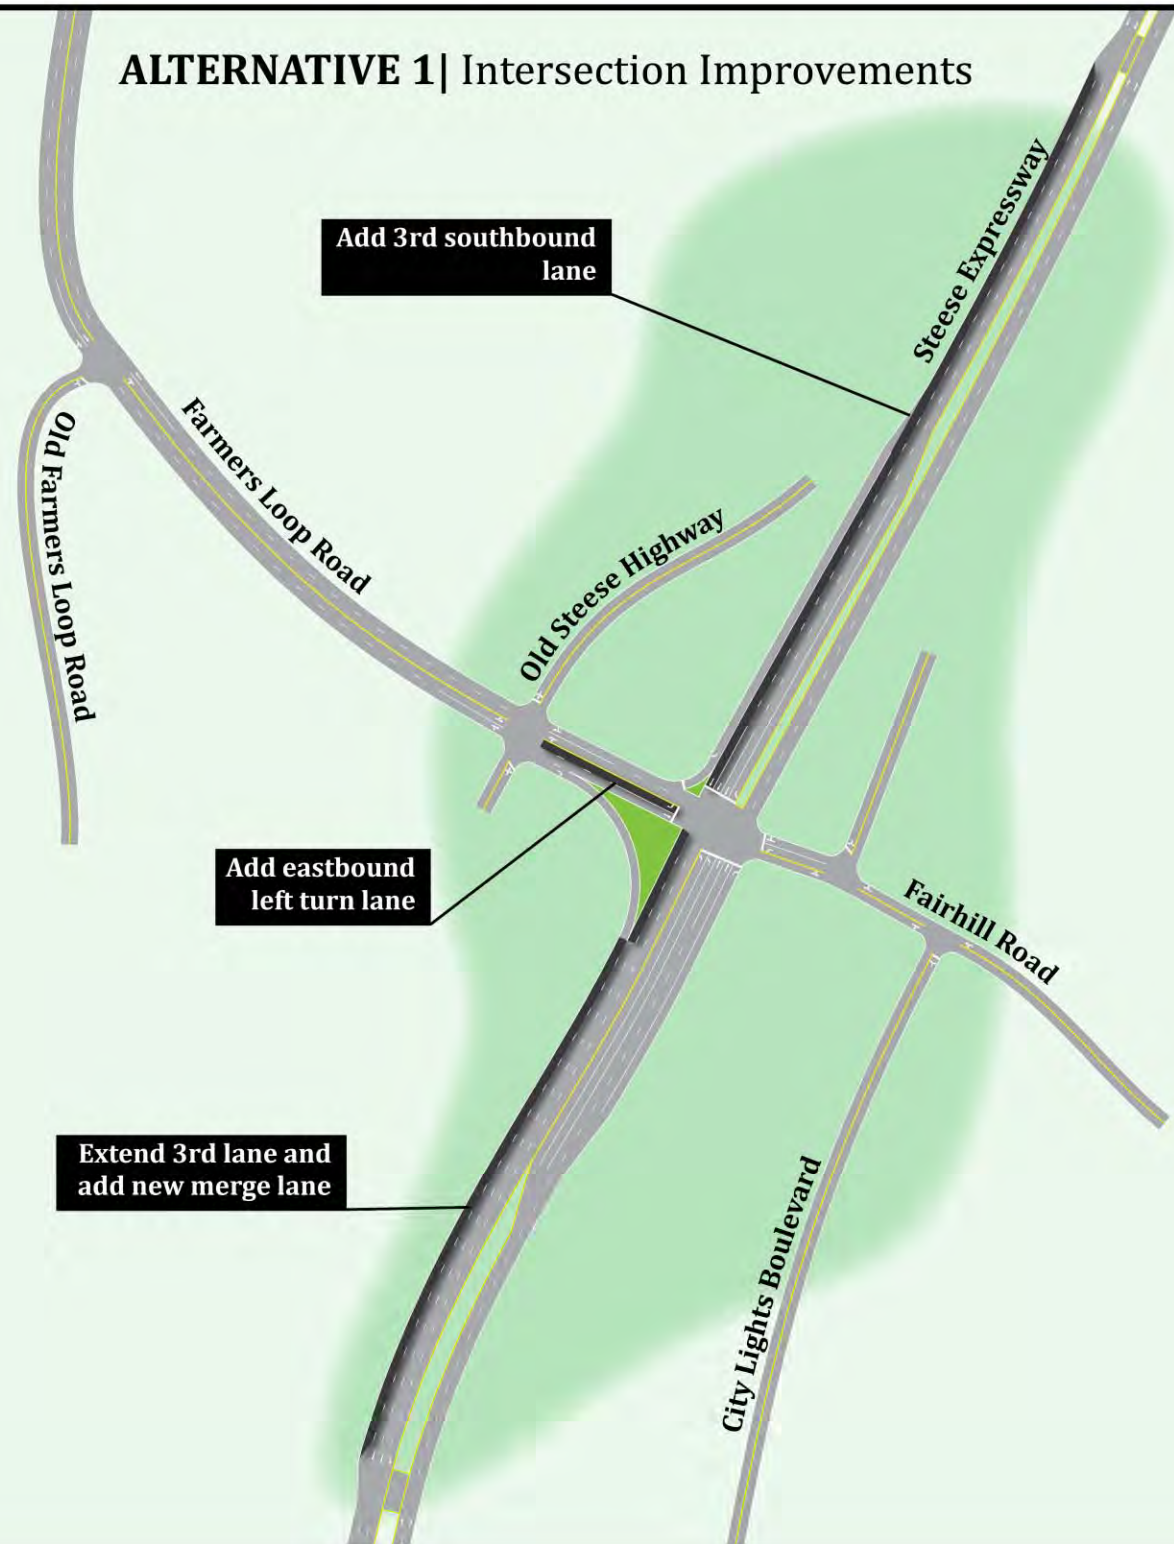 ALTERNATIVE 1| Intersection Improvements
Steese Expressway
Add 3rd southbound
lane
Old Farmers Loop Road
Farmers Loop Road
Old Steese Highway
Add eastbound
left turn lane
Fairhill Road
Extend 3rd lane and
add new merge lane
City Lights Boulevard